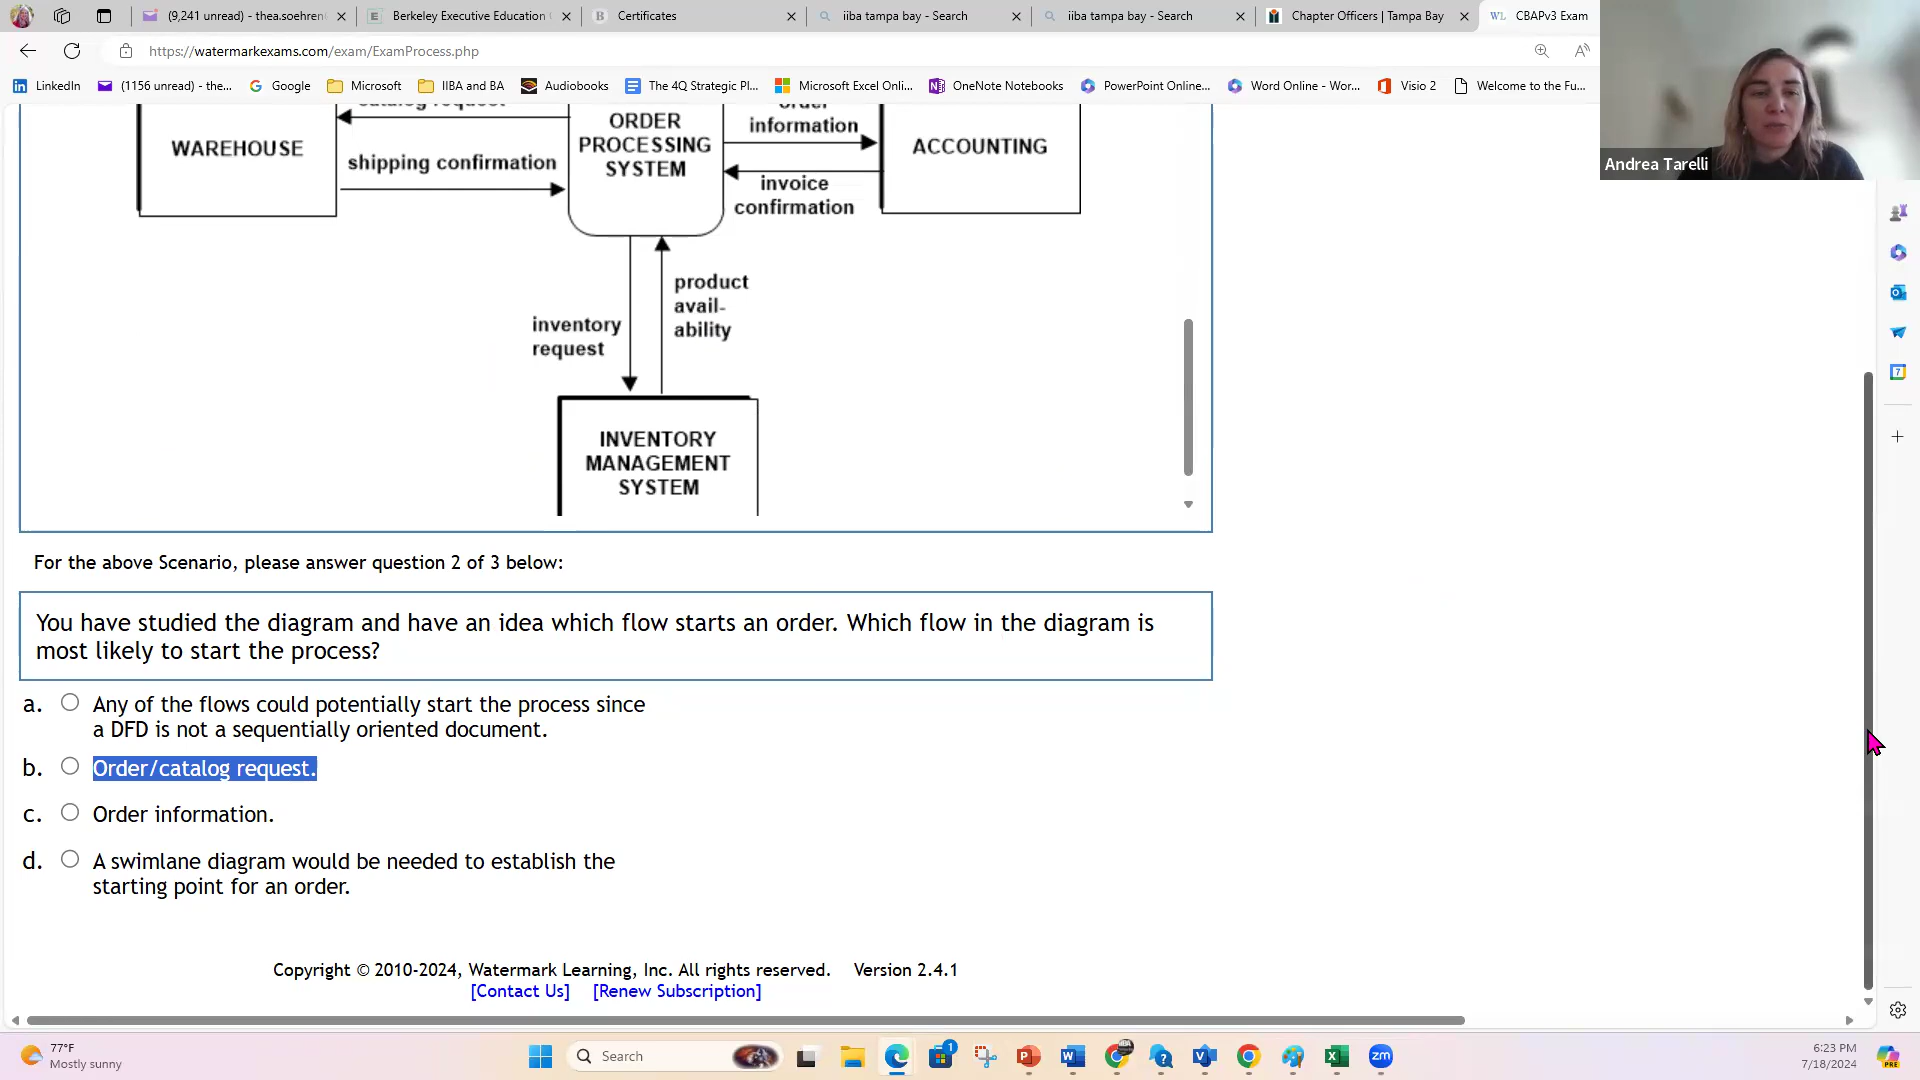 (9,241 unread) - thea.soehren
Berkeley Executive Education
Certificates
iiba tampa bay - Search
iiba tampa bay - Search
Chapter Officers | Tampa Bay
WL CBAPv3 Exam
https://watermarkexams.com/exam/ExamProcess.php
LinkedIn
(1156 unread) - the...
Google
Microsoft
IIBA and BA
Audiobooks
The 4Q Strategic Pl...
Microsoft Excel Onli...
OneNote Notebooks
PowerPoint Online...
Word Online - Wor...
Visio 2
Welcome to the Fu...
Andrea Tarelli
catalog request
WAREHOUSE
shipping confirmation
ORDER
PROCESSING
SYSTEM
order
information
invoice
confirmation
ACCOUNTING
inventory
request
product
avail-
ability
INVENTORY
MANAGEMENT
SYSTEM
For the above Scenario, please answer question 2 of 3 below:
You have studied the diagram and have an idea which flow starts an order. Which flow in the diagram is
most likely to start the process?
a. Any of the flows could potentially start the process since
a DFD is not a sequentially oriented document.
b. Order/catalog request.
c. Order information.
d. A swimlane diagram would be needed to establish the
starting point for an order.
Copyright © 2010-2024, Watermark Learning, Inc. All rights reserved. Version 2.4.1
[Contact Us] [Renew Subscription]
77°F
Mostly sunny
Search
1
zm
6:23 PM
7/18/2024
PRE
7